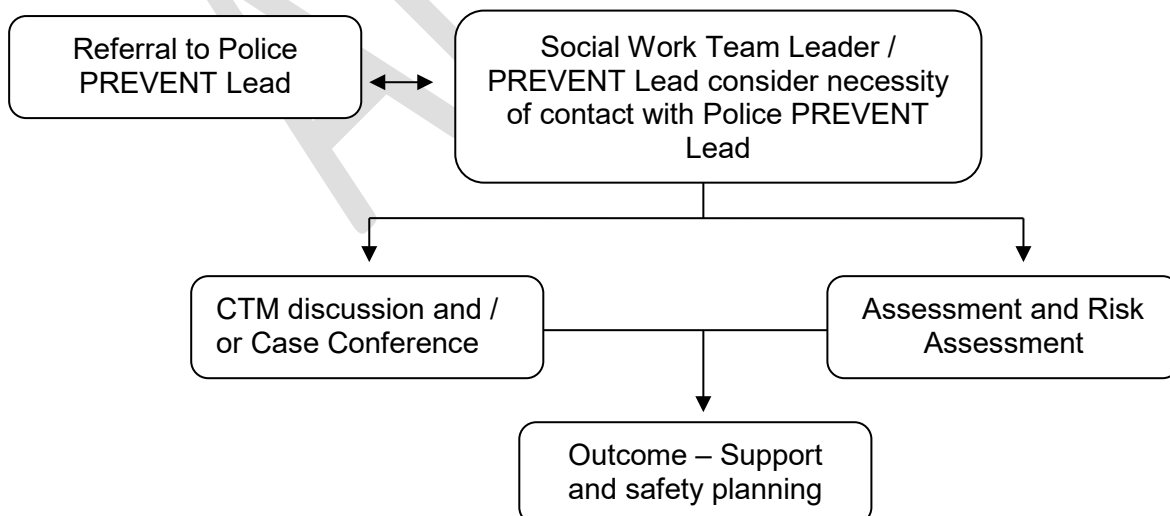 Referral to Police
PREVENT Lead
Social Work Team Leader /
PREVENT Lead consider necessity
of contact with Police PREVENT
Lead
CTM discussion and /
or Case Conference
Assessment and Risk
Assessment
Outcome – Support
and safety planning